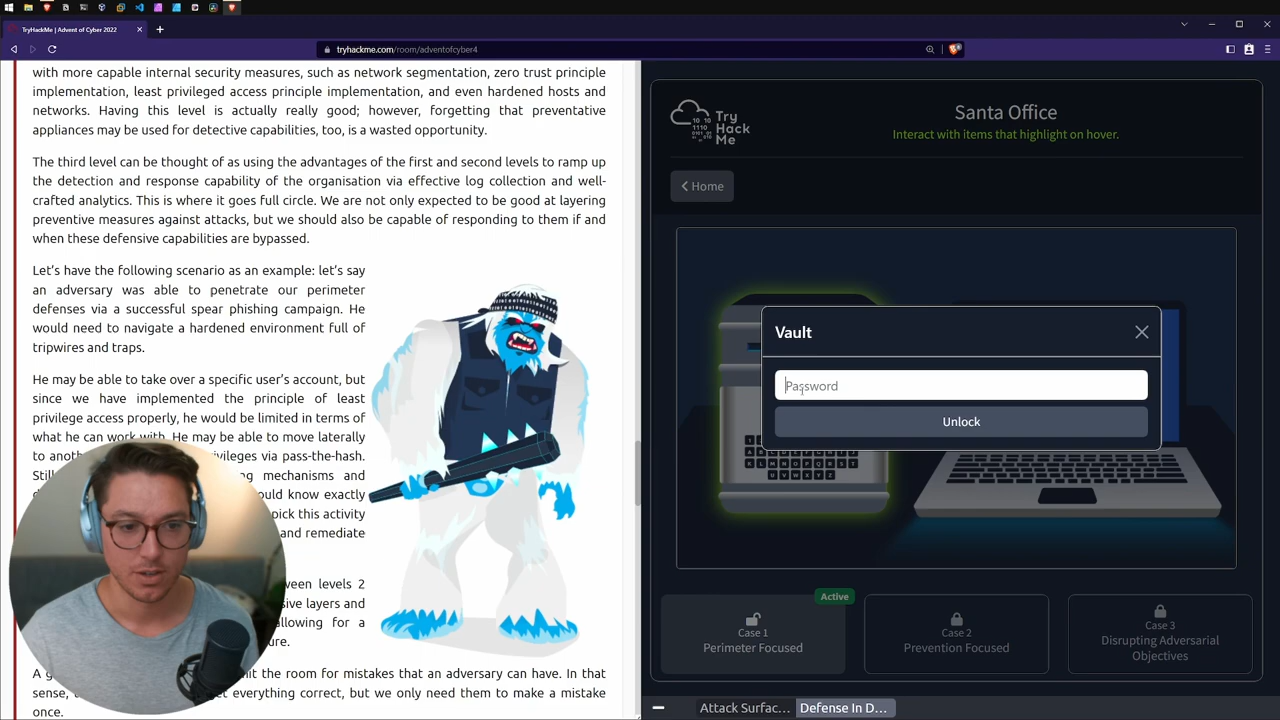 TryHackMe | Advent of Cyber 2022
tryhackme.com/room/adventofcyber4
with more capable internal security measures, such as network segmentation, zero trust principle
implementation, least privileged access principle implementation, and even hardened hosts and
networks. Having this level is actually really good; however, forgetting that preventative
appliances may be used for detective capabilities, too, is a wasted opportunity.
The third level can be thought of as using the advantages of the first and second levels to ramp up
the detection and response capability of the organisation via effective log collection and well-
crafted analytics. This is where it goes full circle. We are not only expected to be good at layering
preventive measures against attacks, but we should also be capable of responding to them if and
when these defensive capabilities are bypassed.
Let's have the following scenario as an example: let's say
an adversary was able to penetrate our perimeter
defenses via a successful spear phishing campaign. He
would need to navigate a hardened environment full of
tripwires and traps.
He may be able to take over a specific user's account, but
since we have implemented the principle of least
privilege access properly, he would be limited in terms of
what he can work with. He may be able to move laterally
to anoth
vileges via pass-the-hash.
Still
ng mechanisms and
ould know exactly
pick this activity
and remediate
ween levels 2
sive layers and
allowing for a
ure.
A g
mit the room for mistakes that an adversary can have. In that
sense,
et everything correct, but we only need them to make a mistake
once.
Try
Hack
Me
Santa Office
Interact with items that highlight on hover.
Home
Vault
Password
Unlock
Active
Case 1
Perimeter Focused
Case 2
Prevention Focused
Case 3
Disrupting Adversarial
Objectives
Attack Surfac...
Defense In D...